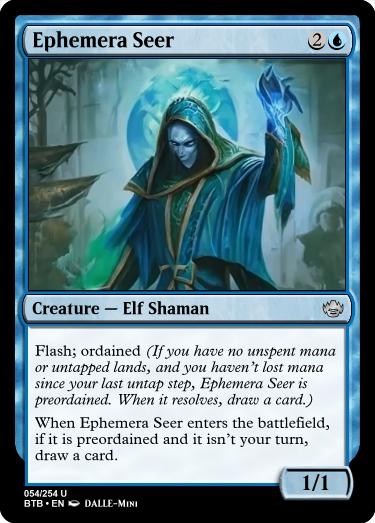 Ephemera Seer 2
Creature — Elf Shaman
Flash; ordained (If you have no unspent mana
or untapped lands, and you haven't lost mana
since your last untap step, Ephemera Seer is
preordained. When it resolves, draw a card.)
When Ephemera Seer enters the battlefield,
if it is preordained and it isn't your turn,
draw a card.
1/1
054/254 U
BTB • EN DALLE-Mini